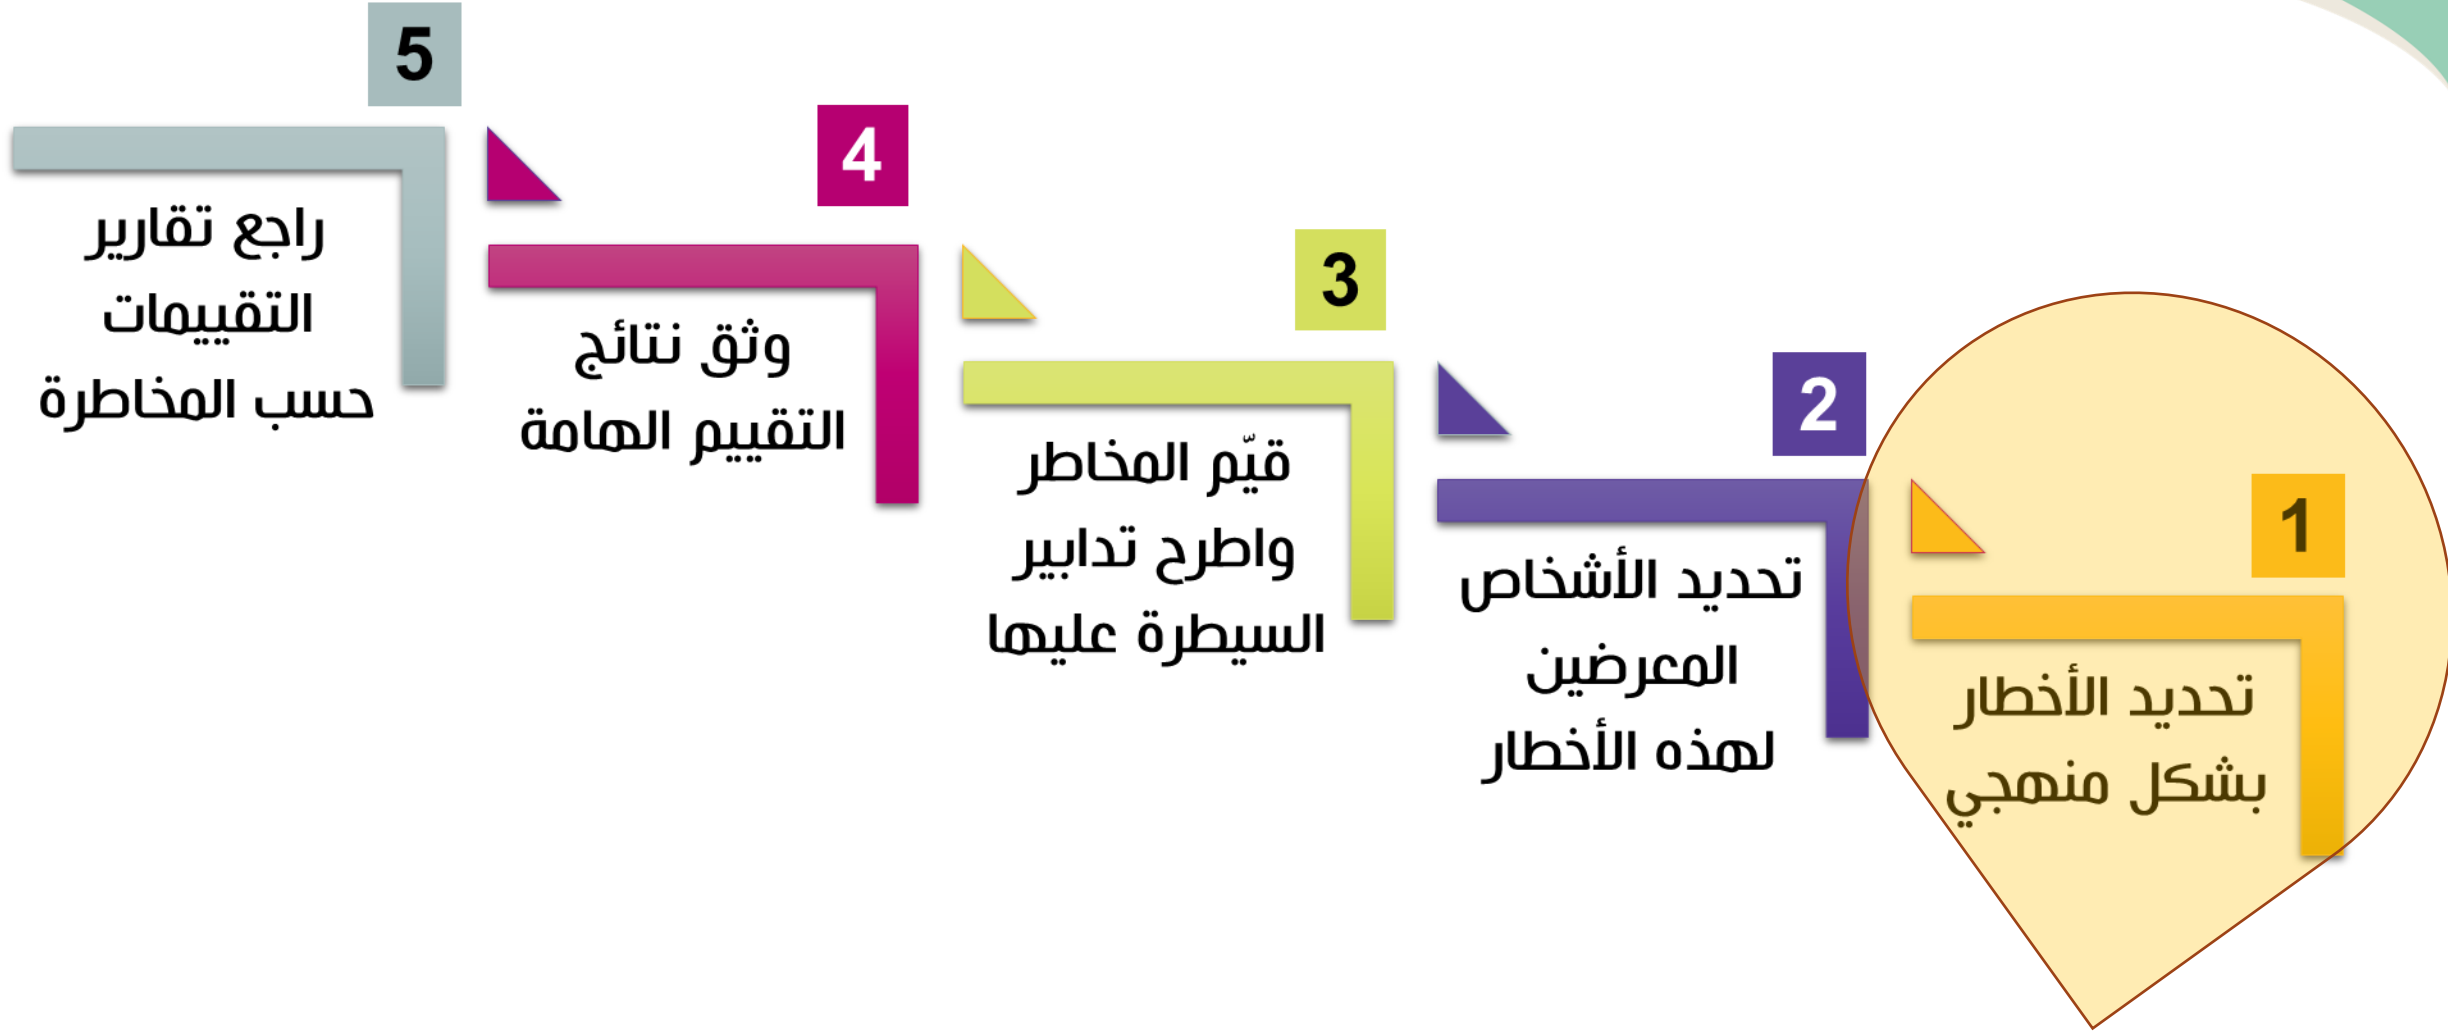 1
تحديد الأخطار
بشكل منهجي
2
تحديد الأشخاص
المعرضين
لهذه الأخطار
3
قيّم المخاطر
واطرح تدابير
السيطرة عليها
4
وثق نتائج
التقييم الهامة
5
راجع تقارير
التقييمات
حسب المخاطرة